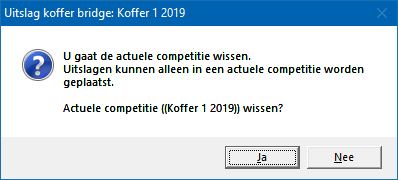 Uitslag koffer bridge: Koffer 1 2019
U gaat de actuele competitie wissen.
Uitslagen kunnen alleen in een actuele competitie worden
geplaatst.
Actuele competitie ((Koffer 1 2019)) wissen?
Ja
Nee